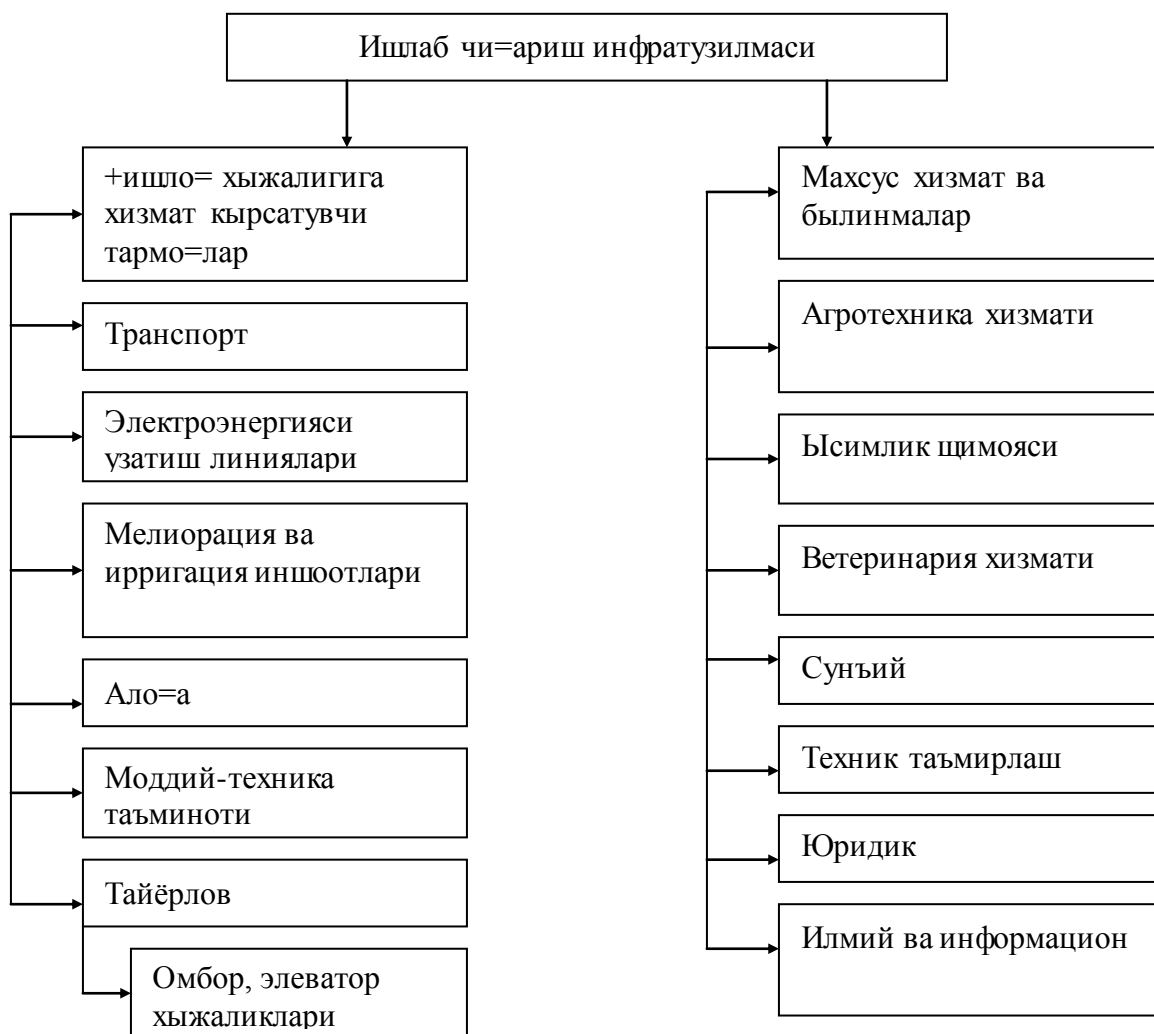 Ишлаб чи=ариш инфратузилмаси
+ишло= хыжалигига
хизмат кырсатувчи
тармо=лар
Транспорт
Электроэнергияси
узатиш линиялари
Мелиорация ва
ирригация иншоотлари
Ало=а
Моддий-техника
таъминоти
Тайёрлов
Омбор, элеватор
хыжаликлари
Махсус хизмат ва
былинмалар
Агротехника хизмати
Ысимлик щимояси
Ветеринария хизмати
Сунъий
Техник таъмирлаш
Юридик
Илмий ва информацион